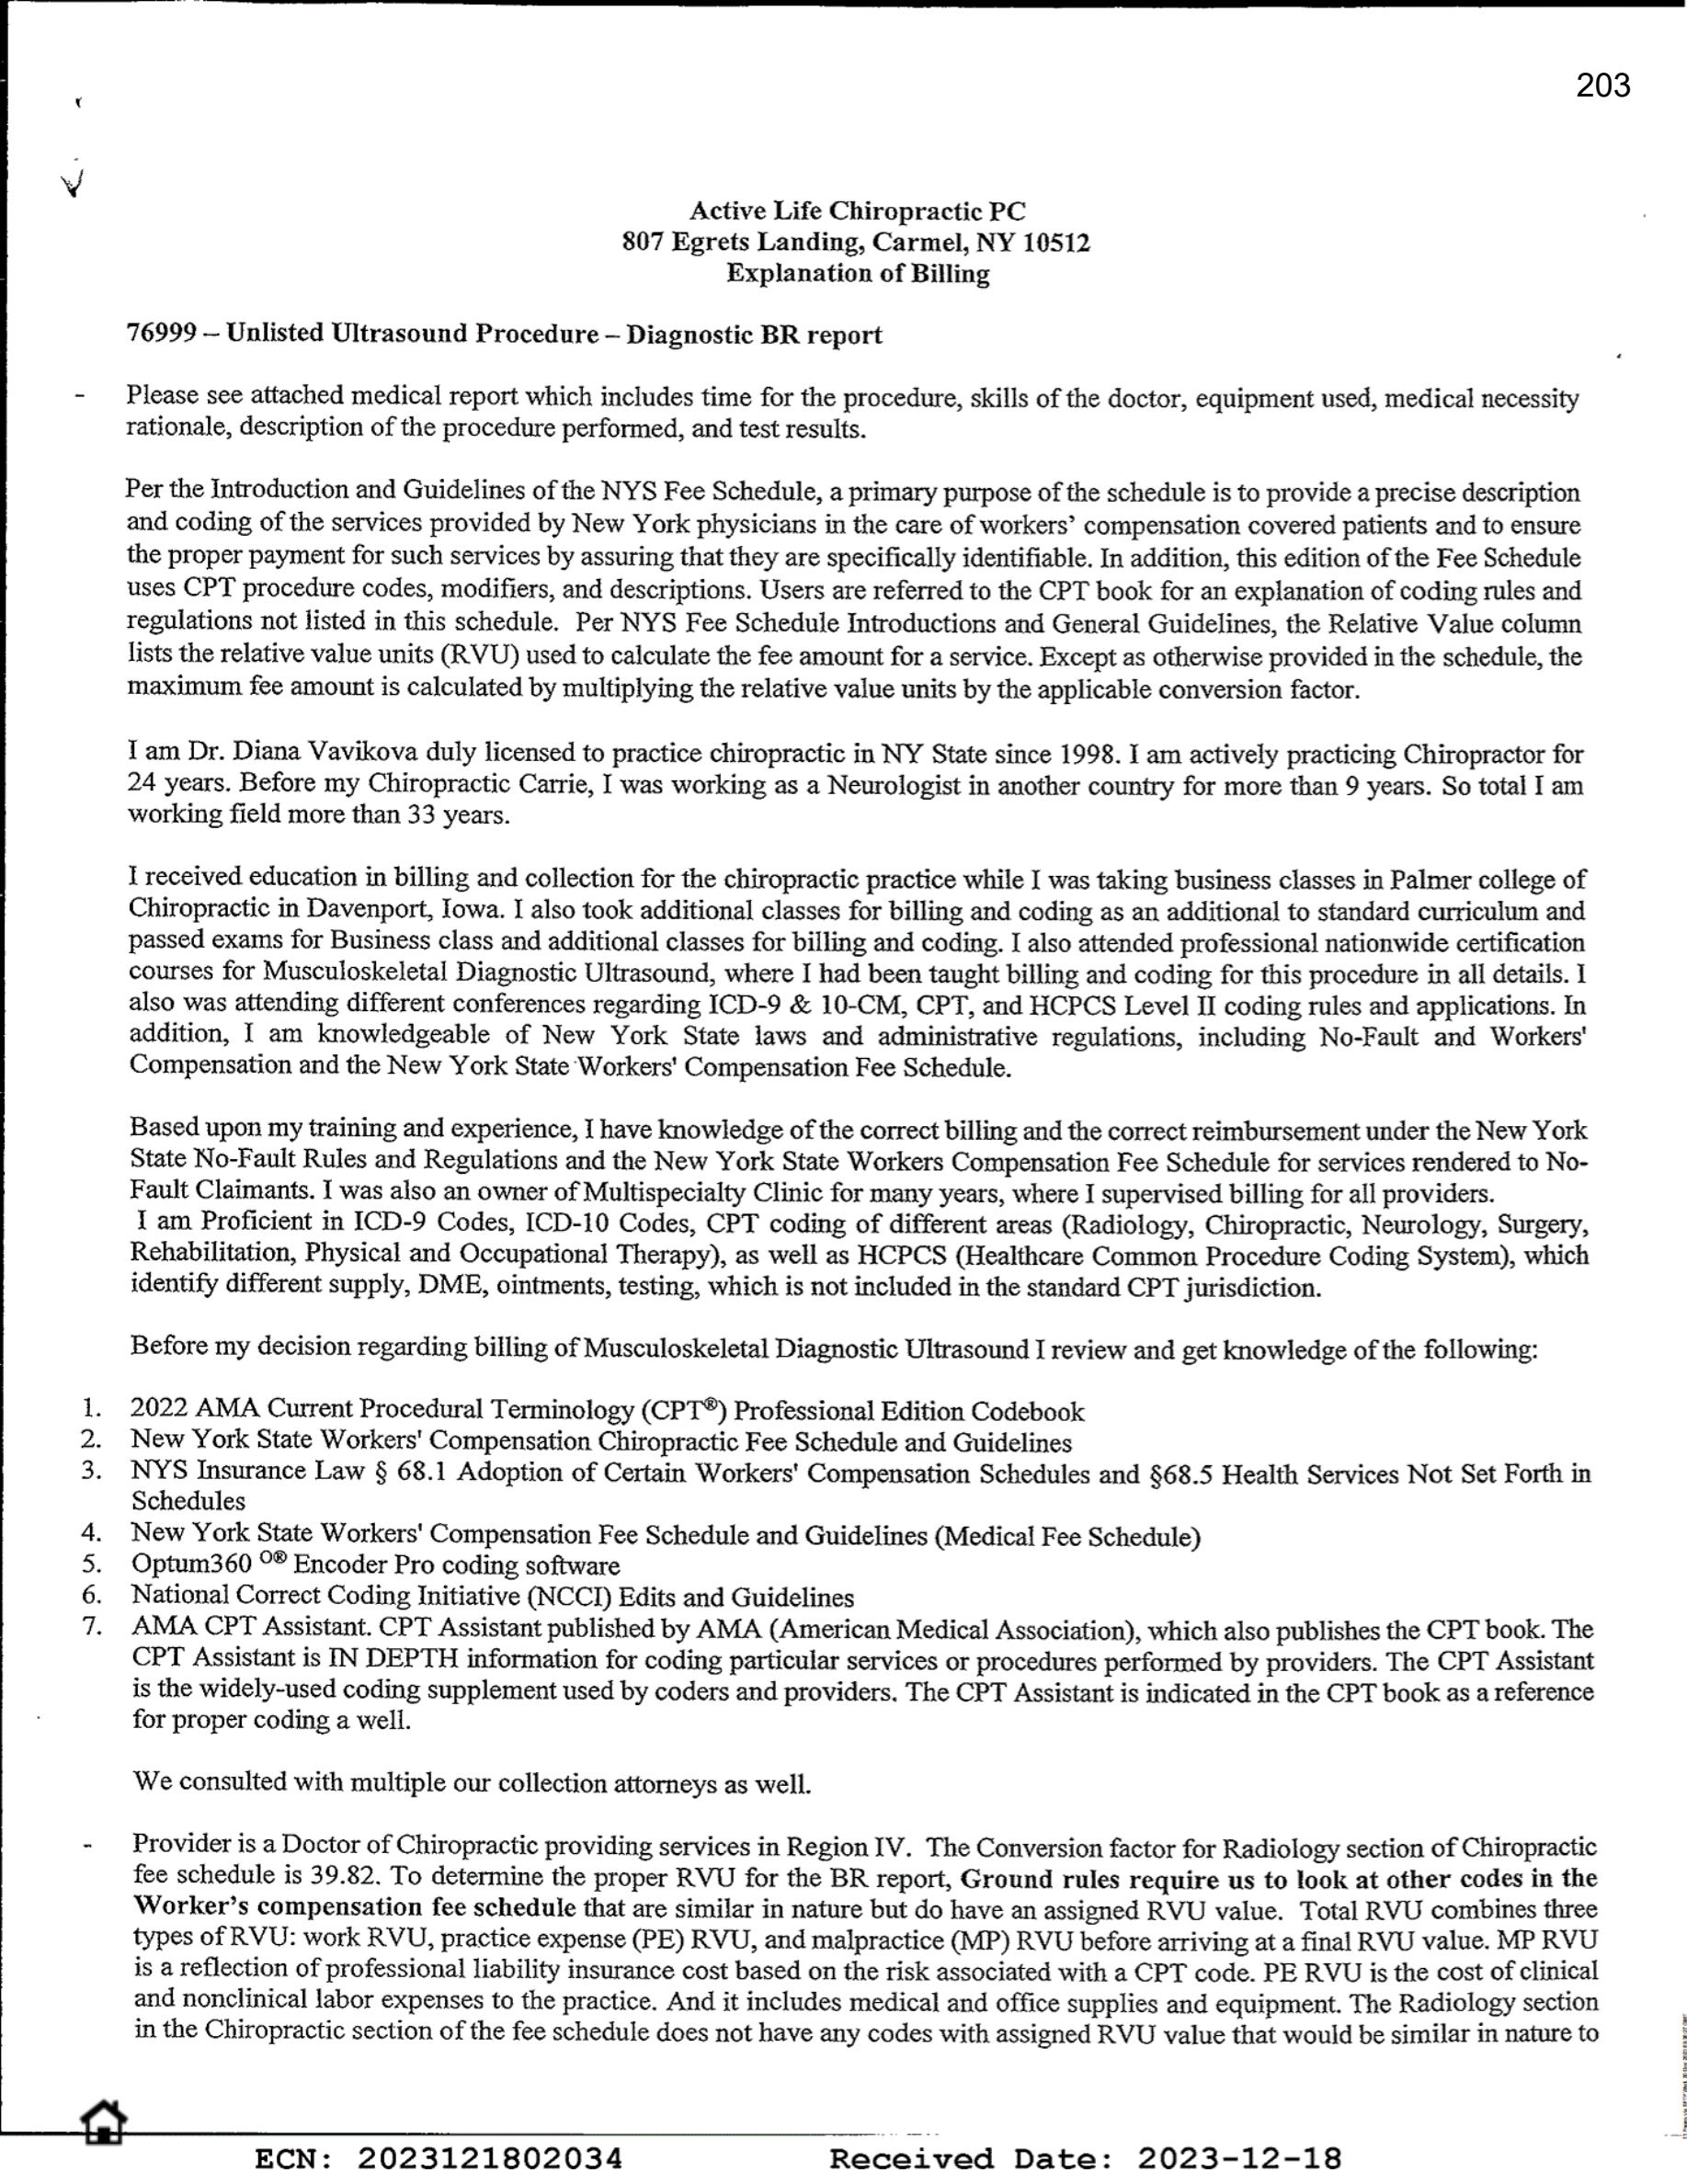 203
Active Life Chiropractic PC
807 Egrets Landing, Carmel, NY 10512
Explanation of Billing
76999 – Unlisted Ultrasound Procedure – Diagnostic BR report
- Please see attached medical report which includes time for the procedure, skills of the doctor, equipment used, medical necessity
rationale, description of the procedure performed, and test results.
Per the Introduction and Guidelines of the NYS Fee Schedule, a primary purpose of the schedule is to provide a precise description
and coding of the services provided by New York physicians in the care of workers’ compensation covered patients and to ensure
the proper payment for such services by assuring that they are specifically identifiable. In addition, this edition of the Fee Schedule
uses CPT procedure codes, modifiers, and descriptions. Users are referred to the CPT book for an explanation of coding rules and
regulations not listed in this schedule. Per NYS Fee Schedule Introductions and General Guidelines, the Relative Value column
lists the relative value units (RVU) used to calculate the fee amount for a service. Except as otherwise provided in the schedule, the
maximum fee amount is calculated by multiplying the relative value units by the applicable conversion factor.
I am Dr. Diana Vavikova duly licensed to practice chiropractic in NY State since 1998. I am actively practicing Chiropractor for
24 years. Before my Chiropractic Carrie, I was working as a Neurologist in another country for more than 9 years. So total I am
working field more than 33 years.
I received education in billing and collection for the chiropractic practice while I was taking business classes in Palmer college of
Chiropractic in Davenport, Iowa. I also took additional classes for billing and coding as an additional to standard curriculum and
passed exams for Business class and additional classes for billing and coding. I also attended professional nationwide certification
courses for Musculoskeletal Diagnostic Ultrasound, where I had been taught billing and coding for this procedure in all details. I
also was attending different conferences regarding ICD-9 & 10-CM, CPT, and HCPCS Level II coding rules and applications. In
addition, I am knowledgeable of New York State laws and administrative regulations, including No-Fault and Workers'
Compensation and the New York State Workers' Compensation Fee Schedule.
Based upon my training and experience, I have knowledge of the correct billing and the correct reimbursement under the New York
State No-Fault Rules and Regulations and the New York State Workers Compensation Fee Schedule for services rendered to No-
Fault Claimants. I was also an owner of Multispecialty Clinic for many years, where I supervised billing for all providers.
I am Proficient in ICD-9 Codes, ICD-10 Codes, CPT coding of different areas (Radiology, Chiropractic, Neurology, Surgery,
Rehabilitation, Physical and Occupational Therapy), as well as HCPCS (Healthcare Common Procedure Coding System), which
identify different supply, DME, ointments, testing, which is not included in the standard CPT jurisdiction.
Before my decision regarding billing of Musculoskeletal Diagnostic Ultrasound I review and get knowledge of the following:
1. 2022 AMA Current Procedural Terminology (CPT®) Professional Edition Codebook
2. New York State Workers' Compensation Chiropractic Fee Schedule and Guidelines
3. NYS Insurance Law § 68.1 Adoption of Certain Workers' Compensation Schedules and §68.5 Health Services Not Set Forth in
Schedules
4. New York State Workers' Compensation Fee Schedule and Guidelines (Medical Fee Schedule)
5. Optum360 O® Encoder Pro coding software
6. National Correct Coding Initiative (NCCI) Edits and Guidelines
7. AMA CPT Assistant. CPT Assistant published by AMA (American Medical Association), which also publishes the CPT book. The
CPT Assistant is IN DEPTH information for coding particular services or procedures performed by providers. The CPT Assistant
is the widely-used coding supplement used by coders and providers. The CPT Assistant is indicated in the CPT book as a reference
for proper coding a well.
We consulted with multiple our collection attorneys as well.
- Provider is a Doctor of Chiropractic providing services in Region IV. The Conversion factor for Radiology section of Chiropractic
fee schedule is 39.82. To determine the proper RVU for the BR report, Ground rules require us to look at other codes in the
Worker’s compensation fee schedule that are similar in nature but do have an assigned RVU value. Total RVU combines three
types of RVU: work RVU, practice expense (PE) RVU, and malpractice (MP) RVU before arriving at a final RVU value. MP RVU
is a reflection of professional liability insurance cost based on the risk associated with a CPT code. PE RVU is the cost of clinical
and nonclinical labor expenses to the practice. And it includes medical and office supplies and equipment. The Radiology section
in the Chiropractic section of the fee schedule does not have any codes with assigned RVU value that would be similar in nature to
ECN: 2023121802034 Received Date: 2023-12-18